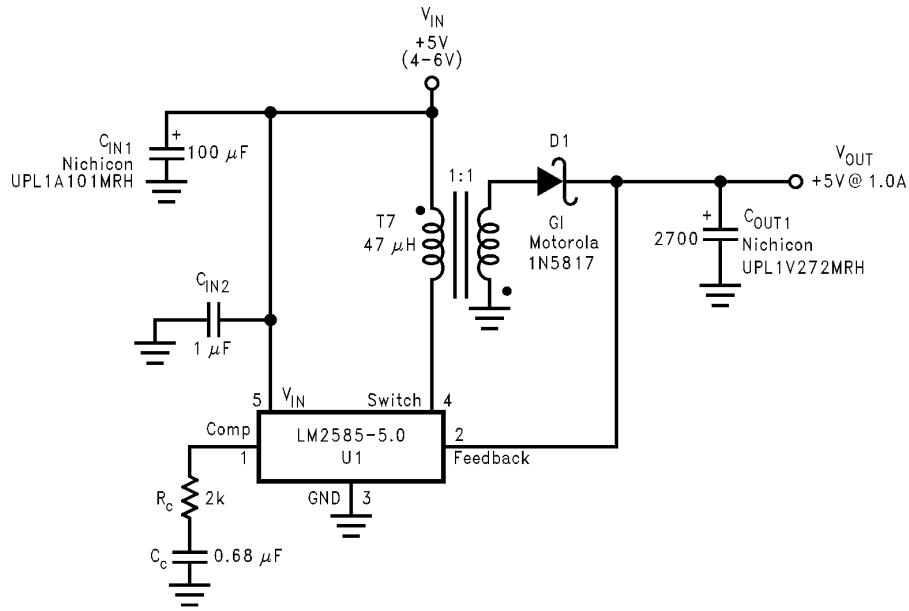 V_IN
+5V
(4-6V)
C_IN1
Nichicon
UPL1A101MRH
+
100 μF
T7
47 μH
1:1
D1
GI
Motorola
1N5817
V_OUT
+5V@ 1.0A
+
2700
C_OUT1
Nichicon
UPL1V272MRH
C_IN2
1 μF
5
V_IN
Switch
4
Comp
1
LM2585-5.0
U1
2
Feedback
GND
3
R_c
2k
C_c
0.68 μF